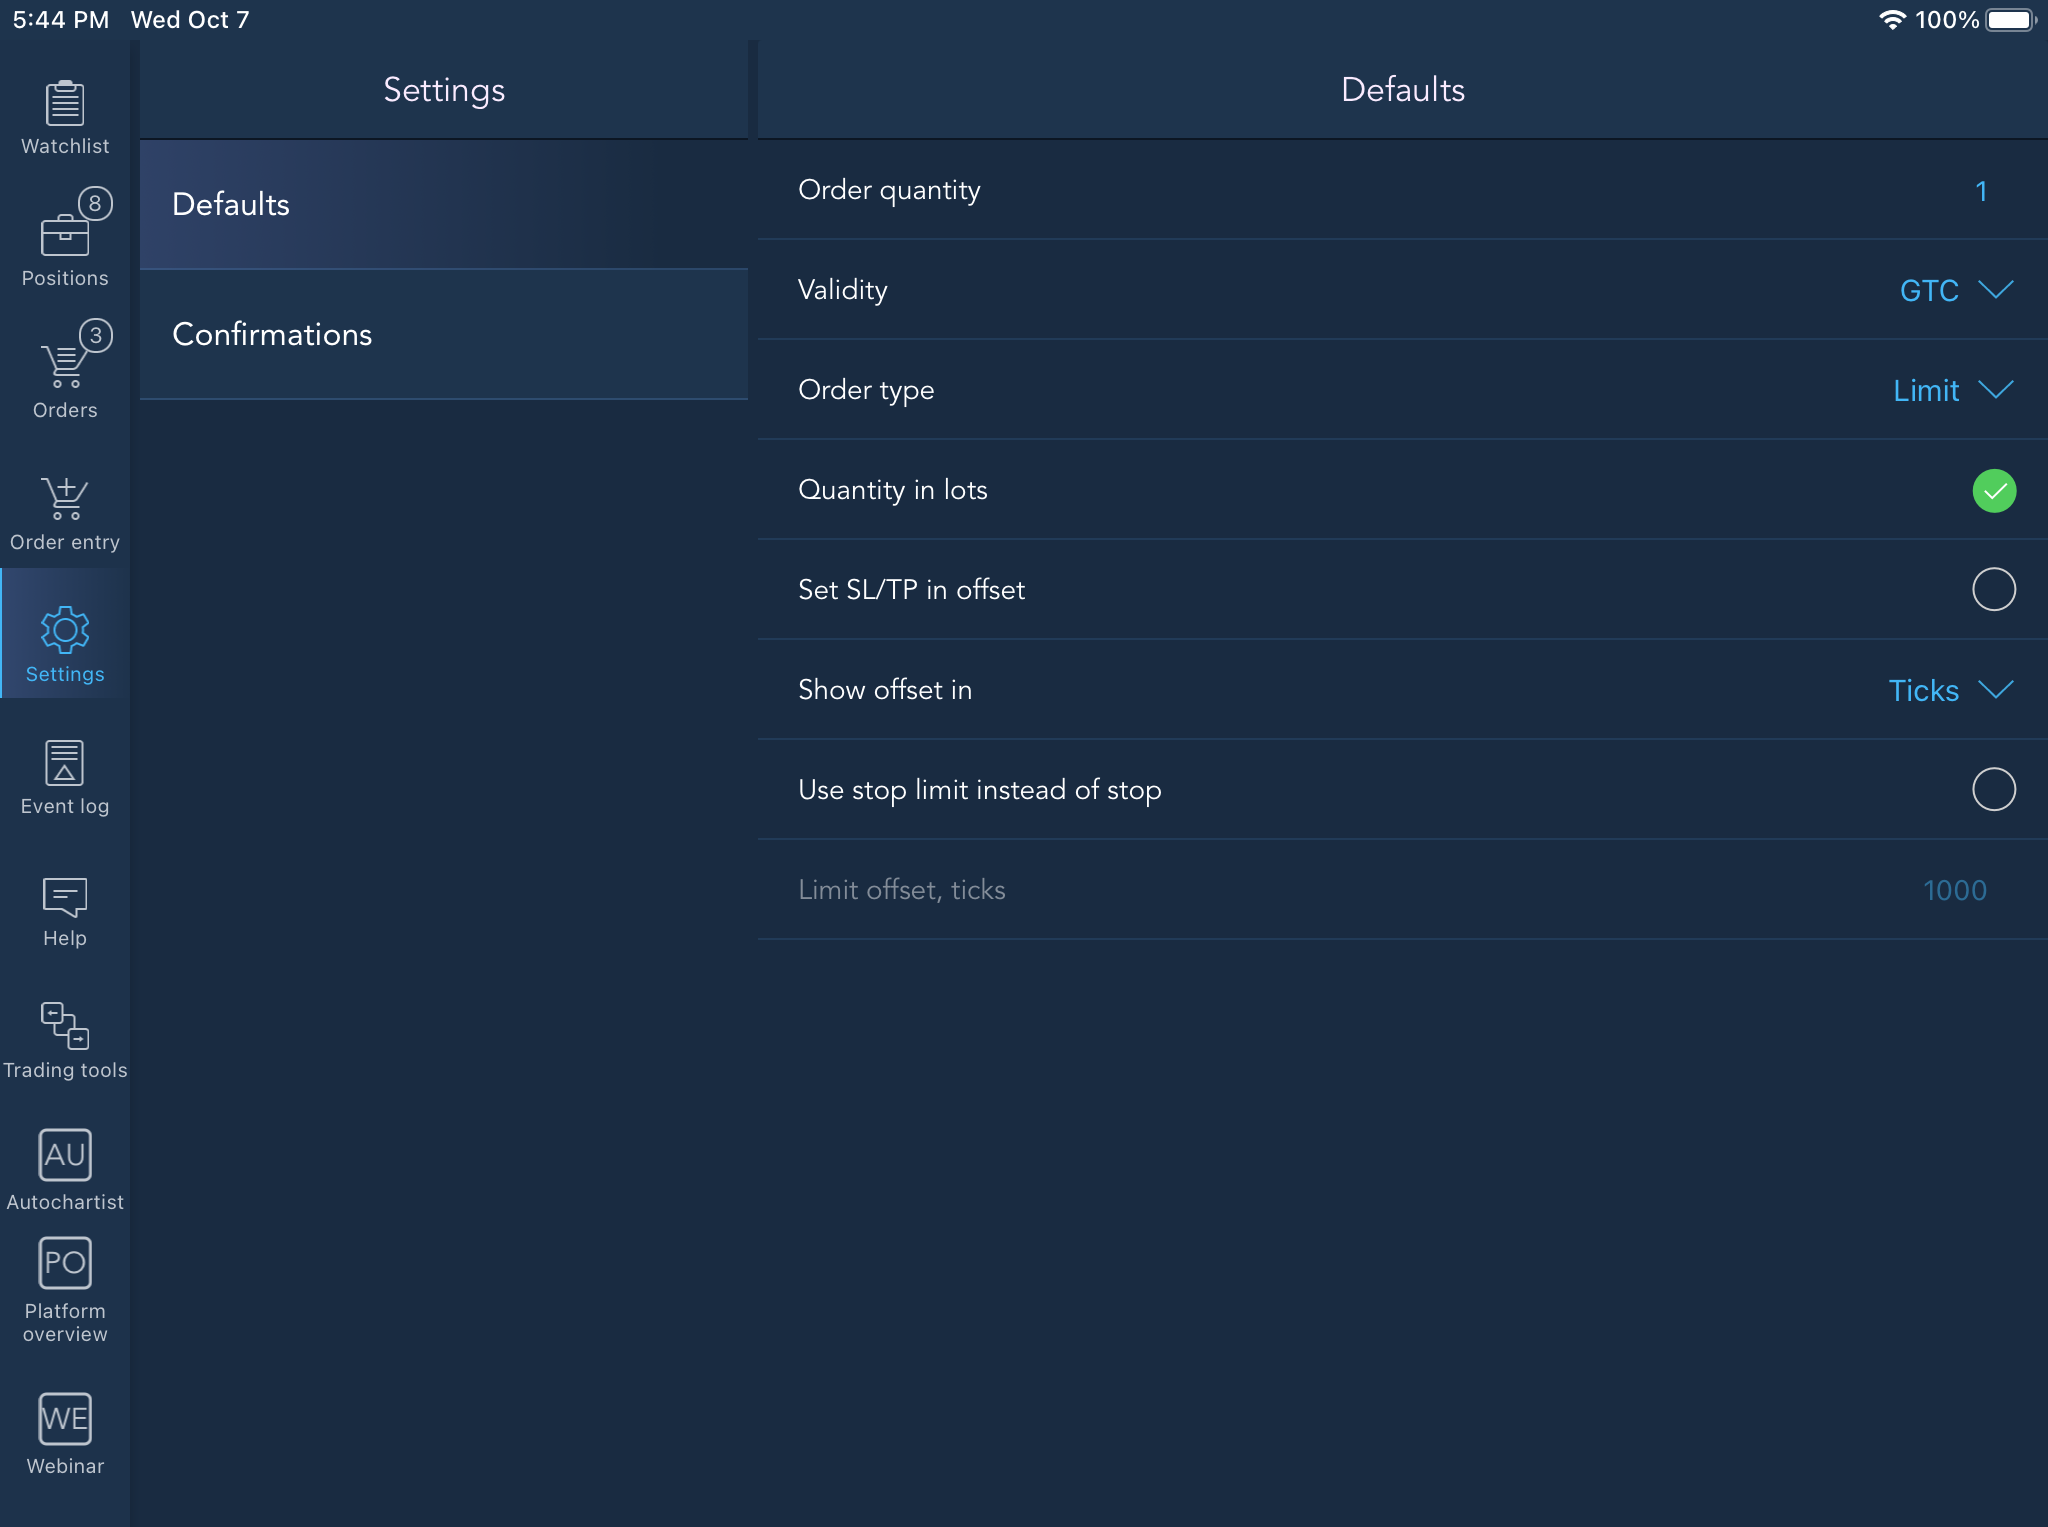 5:44 PM Wed Oct 7
100%
Watchlist
8
Positions
3
Orders
Order entry
Settings
Event log
Help
Trading tools
AU
Autochartist
PO
Platform
overview
WE
Webinar
Settings
Defaults
Confirmations
Defaults
Order quantity 1
Validity GTC
Order type Limit
Quantity in lots
Set SL/TP in offset
Show offset in Ticks
Use stop limit instead of stop
Limit offset, ticks 1000